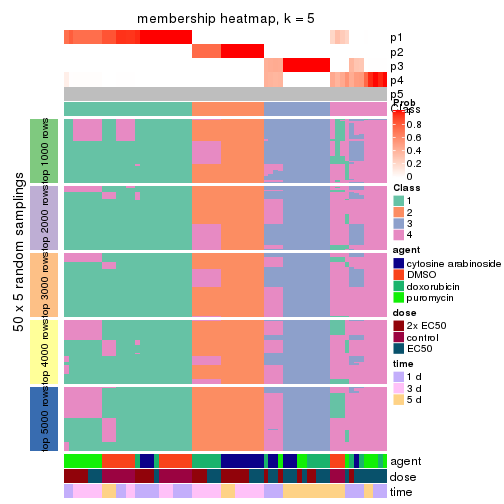 membership heatmap, k = 5
p1
p2
p3
p4
p5
Class
50 x 5 random samplings
top 1000 rows
top 2000 rows
top 3000 rows
top 4000 rows
top 5000 rows
Prob
1
0.8
0.6
0.4
0.2
0
Class
1
2
3
4
agent
cytosine arabinoside
DMSO
doxorubicin
puromycin
dose
2x EC50
control
EC50
time
1 d
3 d
5 d
agent
dose
time